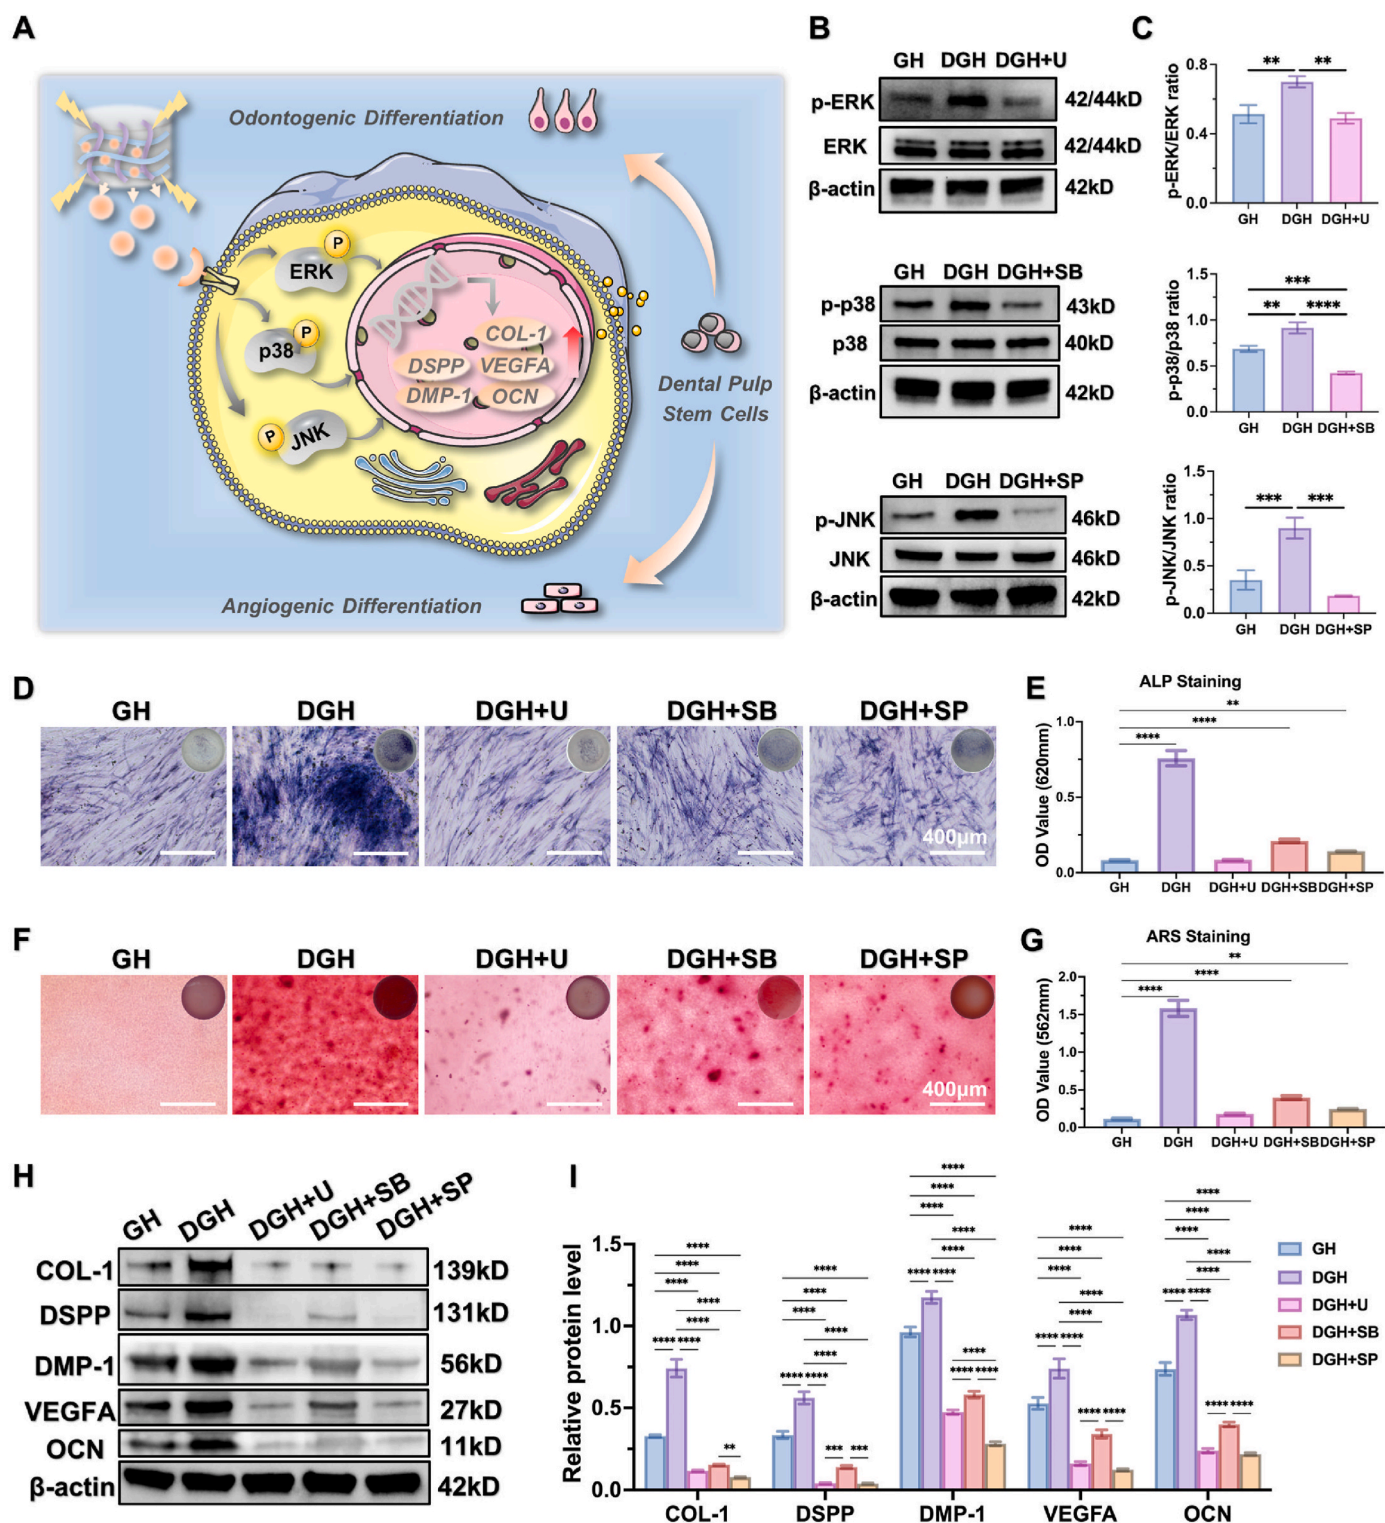 A
Odontogenic Differentiation
P
ERK
P
p38
P
JNK
COL-1
DSPP VEGFA
DMP-1 OCN
Dental Pulp
Stem Cells
Angiogenic Differentiation
B
GH DGH DGH+U
p-ERK 42/44kD
ERK 42/44kD
β-actin 42kD
GH DGH DGH+SB
p-p38 43kD
p38 40kD
β-actin 42kD
GH DGH DGH+SP
p-JNK 46kD
JNK 46kD
β-actin 42kD
C
p-ERK/ERK ratio
0.8
0.4
0.0
** **
GH DGH DGH+U
p-p38/p38 ratio
1.5
1.0
0.5
0.0
***
** ****
GH DGH DGH+SB
p-JNK/JNK ratio
1.5
1.0
0.5
0.0
*** ***
GH DGH DGH+SP
D
GH DGH DGH+U DGH+SB DGH+SP
400μm
E
ALP Staining
OD Value (620mm)
1.0
0.5
0.0
**
****
****
GH DGH DGH+U DGH+SB DGH+SP
F
GH DGH DGH+U DGH+SB DGH+SP
400μm
G
ARS Staining
OD Value (562mm)
2.0
1.5
1.0
0.5
0.0
**
****
****
GH DGH DGH+U DGH+SB DGH+SP
H
GH DGH DGH+U DGH+SB DGH+SP
COL-1 139kD
DSPP 131kD
DMP-1 56kD
VEGFA 27kD
OCN 11kD
β-actin 42kD
I
Relative protein level
1.5
1.0
0.5
0.0
****
****
****
****
****
**** ****
**
****
****
****
****
****
**** ****
*** ***
****
****
****
****
****
**** ****
****
**** ****
****
****
****
****
****
**** ****
**** ****
****
****
****
****
****
**** ****
**** ****
COL-1 DSPP DMP-1 VEGFA OCN
GH
DGH
DGH+U
DGH+SB
DGH+SP